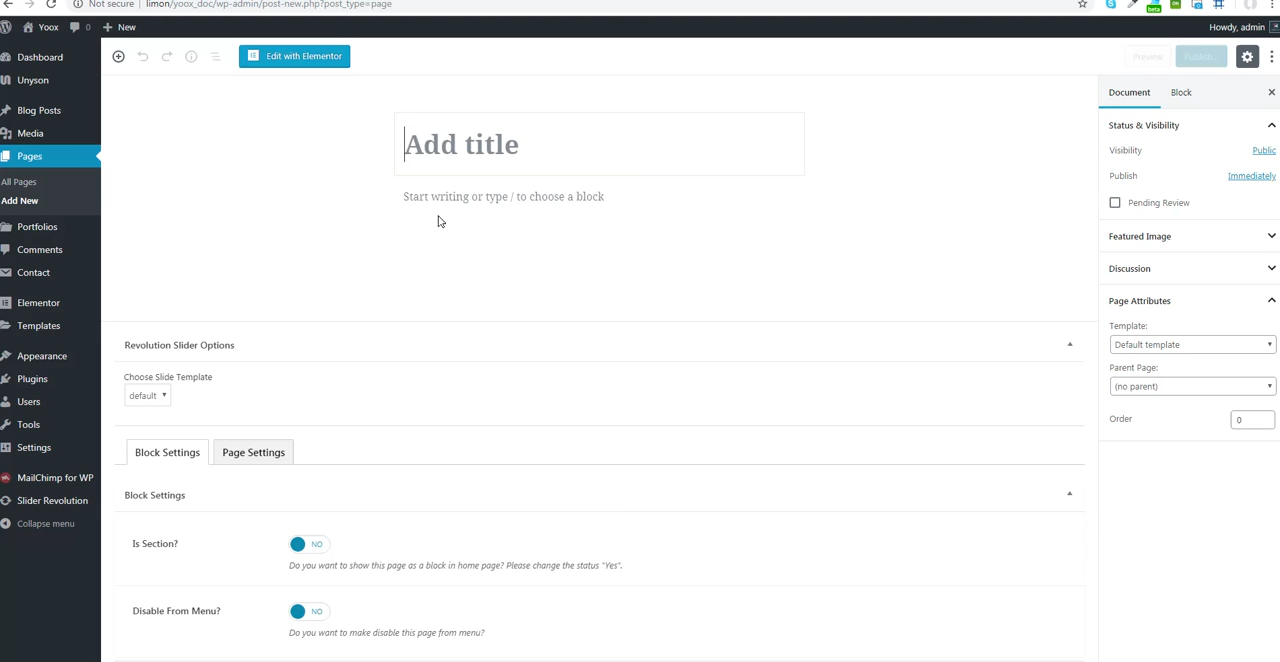 Not secure limon/yoox_doc/wp-admin/post-new.php?post_type=page
beta
Yoox 0 New Howdy, admin
Dashboard
Unyson
Blog Posts
Media
Pages
All Pages
Add New
Portfolios
Comments
Contact
Elementor
Templates
Appearance
Plugins
Users
Tools
Settings
MailChimp for WP
Slider Revolution
Collapse menu
Edit with Elementor
Preview
Publish...
Add title
Start writing or type / to choose a block
Revolution Slider Options
Choose Slide Template
default
Block Settings Page Settings
Block Settings
Is Section? NO
Do you want to show this page as a block in home page? Please change the status "Yes".
Disable From Menu? NO
Do you want to make disable this page from menu?
Document Block
Status & Visibility
Visibility Public
Publish Immediately
Pending Review
Featured Image
Discussion
Page Attributes
Template:
Default template
Parent Page:
(no parent)
Order 0